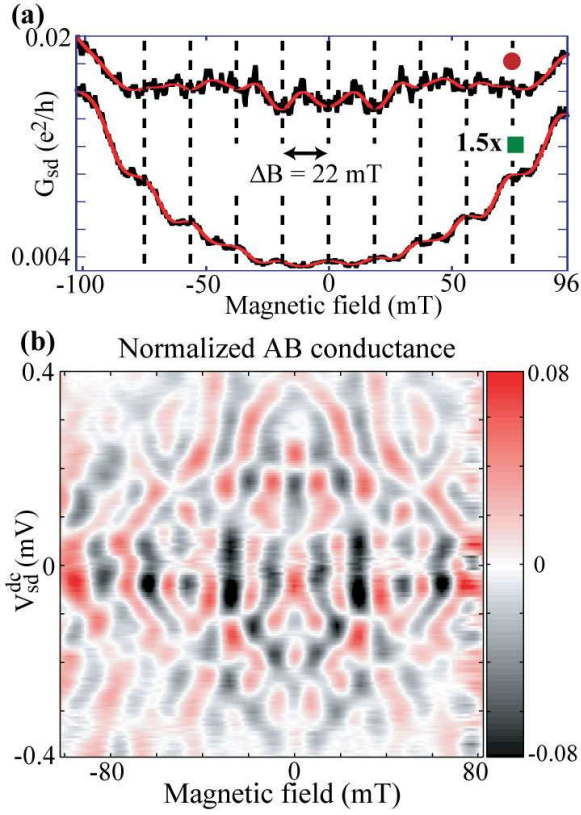 (a)
0.02
G_sd (e²/h)
0.004
1.5x
ΔB = 22 mT
-100 -50 0 50 96
Magnetic field (mT)
(b) Normalized AB conductance
0.4
0
-0.4
V_sd^dc (mV)
0.08
0
-0.08
-80 0 80
Magnetic field (mT)